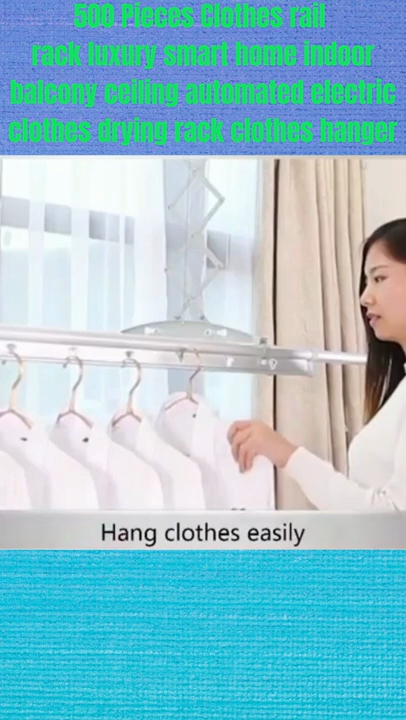 500 Pieces Clothes rail
rack luxury smart home indoor
balcony ceiling automated electric
clothes drying rack clothes hanger
Hang clothes easily